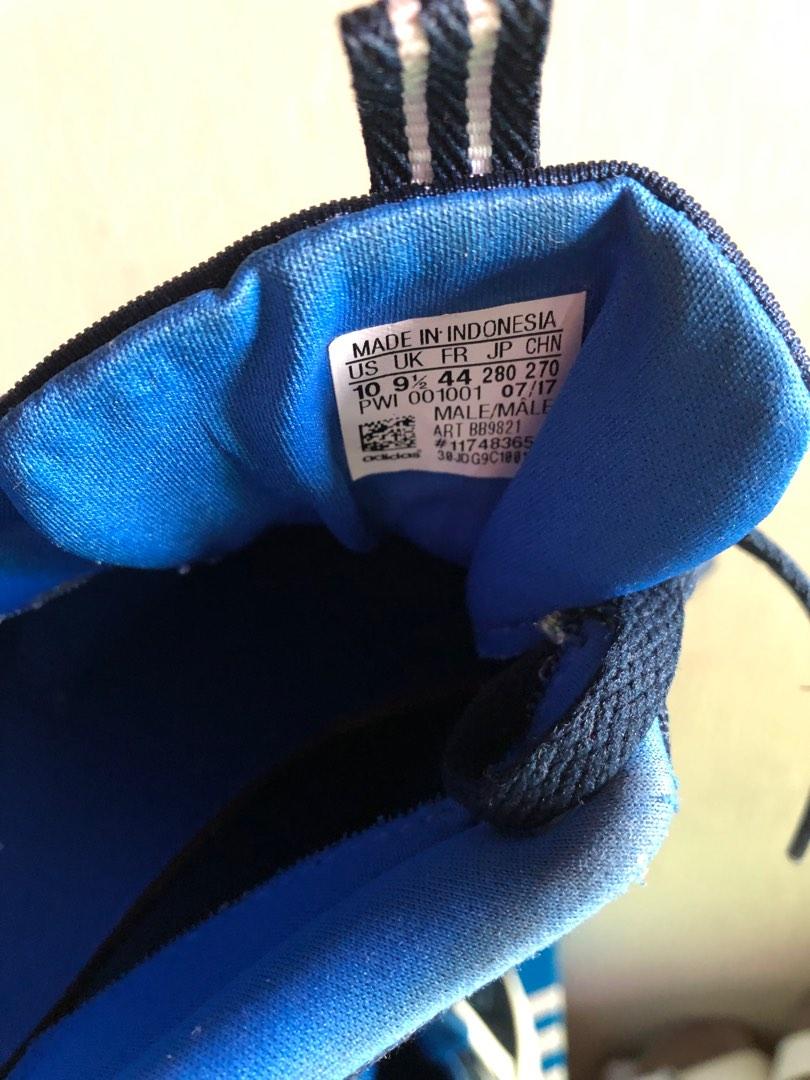 MADE IN INDONESIA
US UK FR JP CHN
10 9½ 44 280 270
PWI 001001 07/17
MALE/MÂLE
ART BB9821
#11748365
adidas